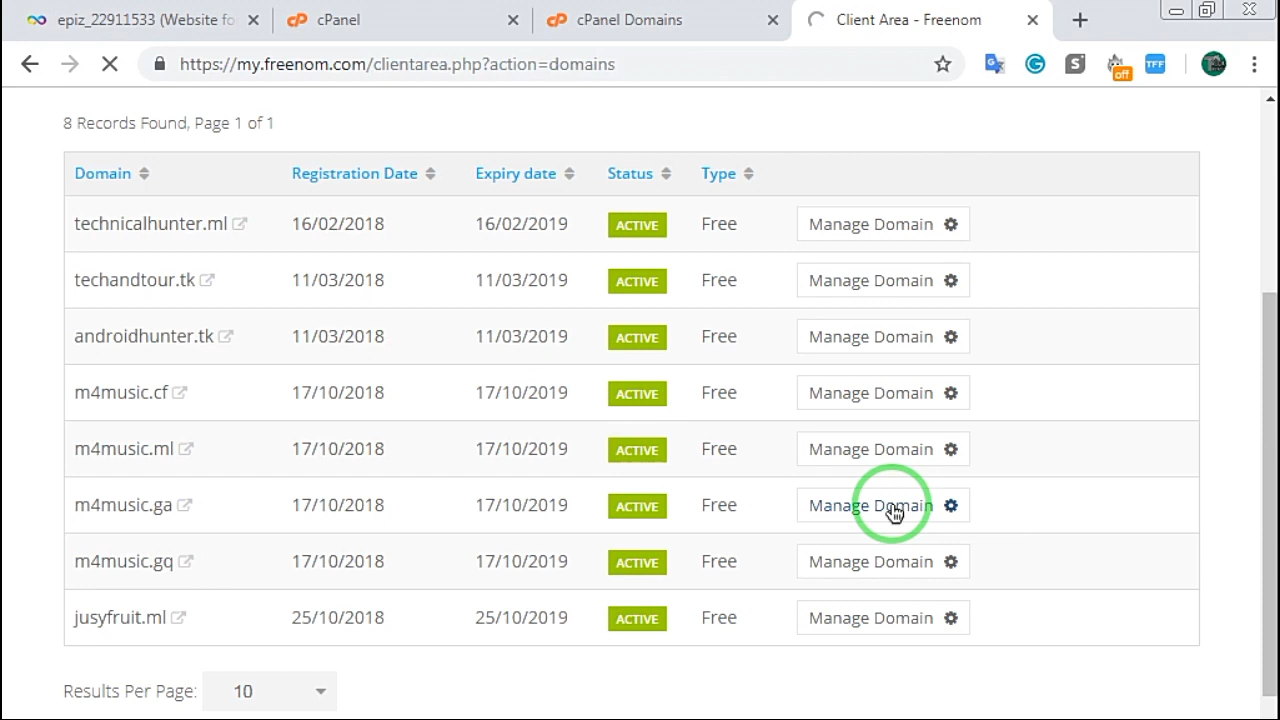 epiz_22911533 (Website fo
cPanel
cPanel Domains
Client Area - Freenom
https://my.freenom.com/clientarea.php?action=domains
off
TFF
8 Records Found, Page 1 of 1
Domain Registration Date Expiry date Status Type
technicalhunter.ml 16/02/2018 16/02/2019 ACTIVE Free Manage Domain
techandtour.tk 11/03/2018 11/03/2019 ACTIVE Free Manage Domain
androidhunter.tk 11/03/2018 11/03/2019 ACTIVE Free Manage Domain
m4music.cf 17/10/2018 17/10/2019 ACTIVE Free Manage Domain
m4music.ml 17/10/2018 17/10/2019 ACTIVE Free Manage Domain
m4music.ga 17/10/2018 17/10/2019 ACTIVE Free Manage Domain
m4music.gq 17/10/2018 17/10/2019 ACTIVE Free Manage Domain
jusyfruit.ml 25/10/2018 25/10/2019 ACTIVE Free Manage Domain
Results Per Page: 10